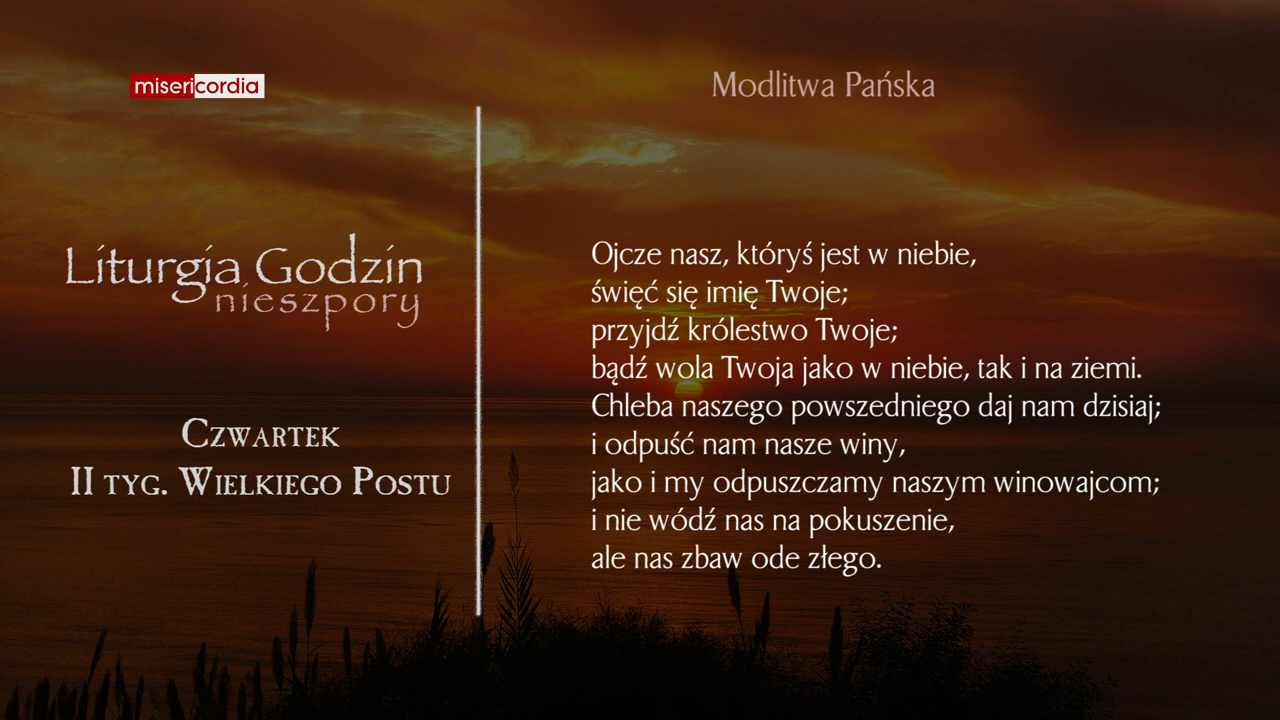 misericordia
Liturgia Godzin
nieszpory
Czwartek
II tyg. Wielkiego Postu
Modlitwa Pańska
Ojcze nasz, któryś jest w niebie,
święć się imię Twoje;
przyjdź królestwo Twoje;
bądź wola Twoja jako w niebie, tak i na ziemi.
Chleba naszego powszedniego daj nam dzisiaj;
i odpuść nam nasze winy,
jako i my odpuszczamy naszym winowajcom;
i nie wódź nas na pokuszenie,
ale nas zbaw ode złego.